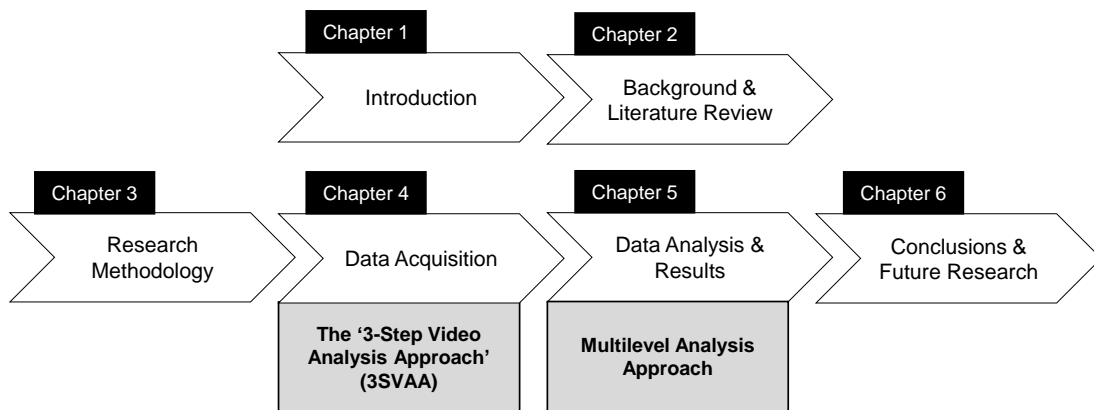 Chapter 1
Introduction
Chapter 2
Background &
Literature Review
Chapter 3
Research
Methodology
Chapter 4
Data Acquisition
The ‘3-Step Video
Analysis Approach’
(3SVAA)
Chapter 5
Data Analysis &
Results
Multilevel Analysis
Approach
Chapter 6
Conclusions &
Future Research